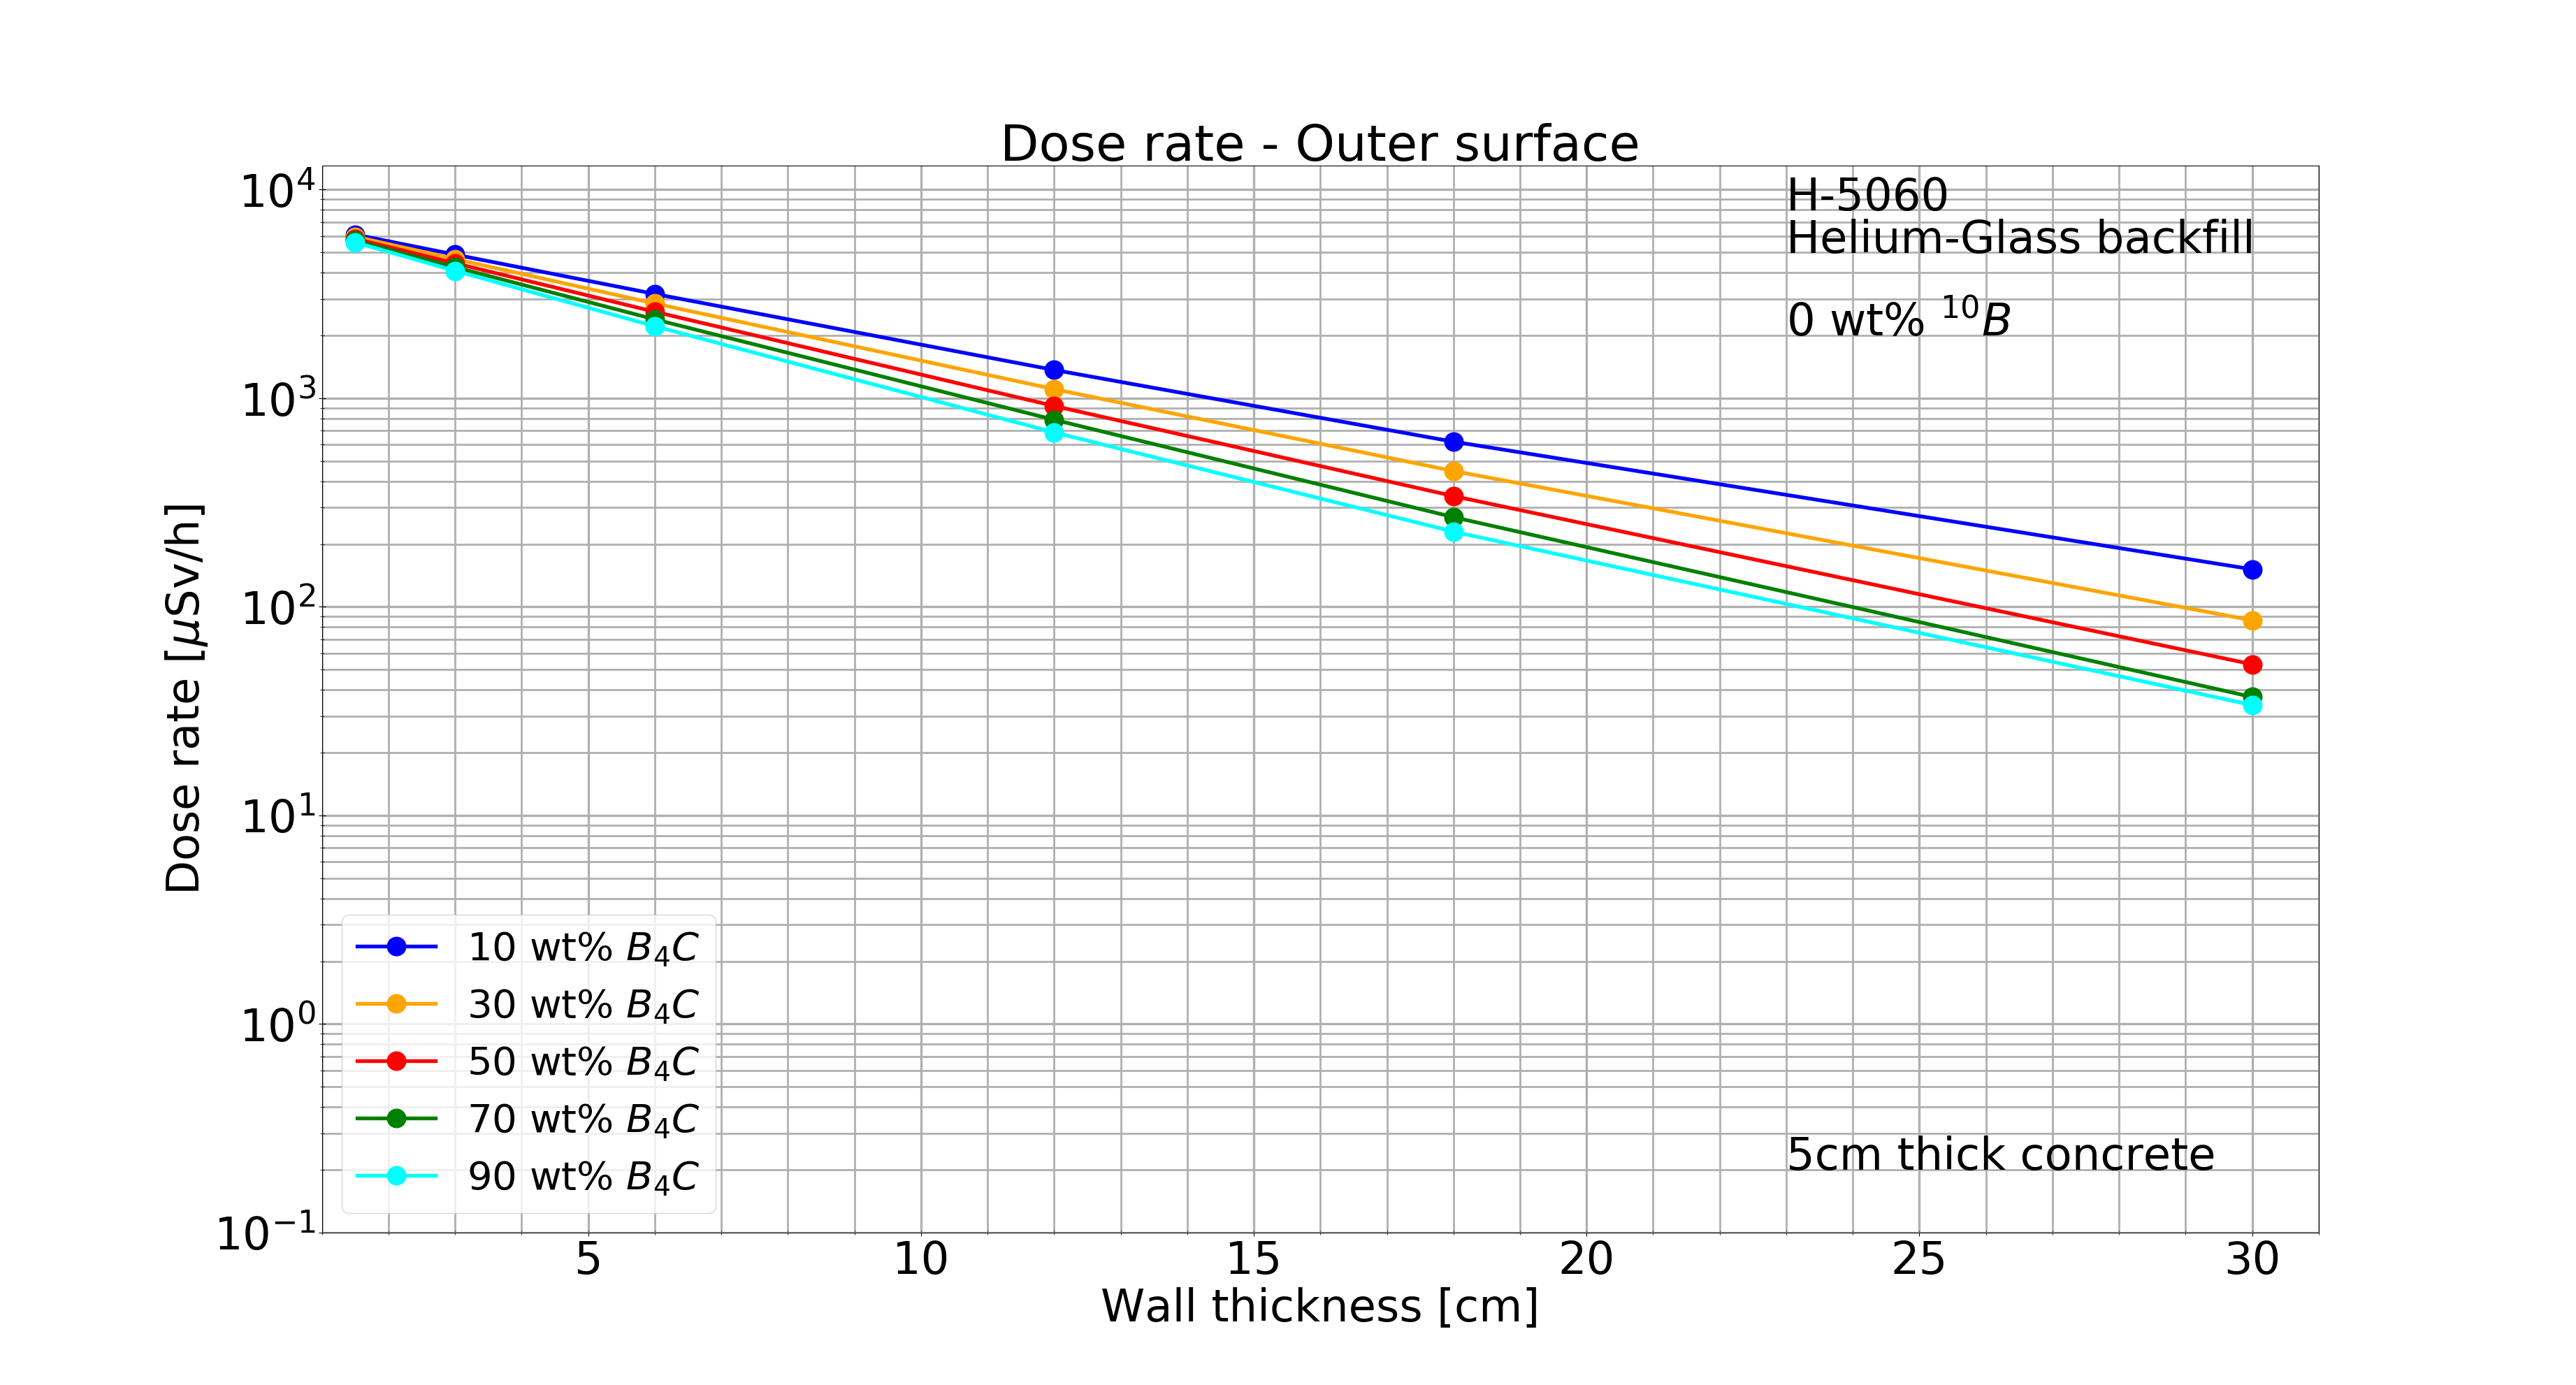 Dose rate - Outer surface
H-5060
Helium-Glass backfill
0 wt% ¹⁰B
Dose rate [μSv/h]
10⁴
10³
10²
10¹
10⁰
10⁻¹
10 wt% B₄C
30 wt% B₄C
50 wt% B₄C
70 wt% B₄C
90 wt% B₄C
5cm thick concrete
5 10 15 20 25 30
Wall thickness [cm]